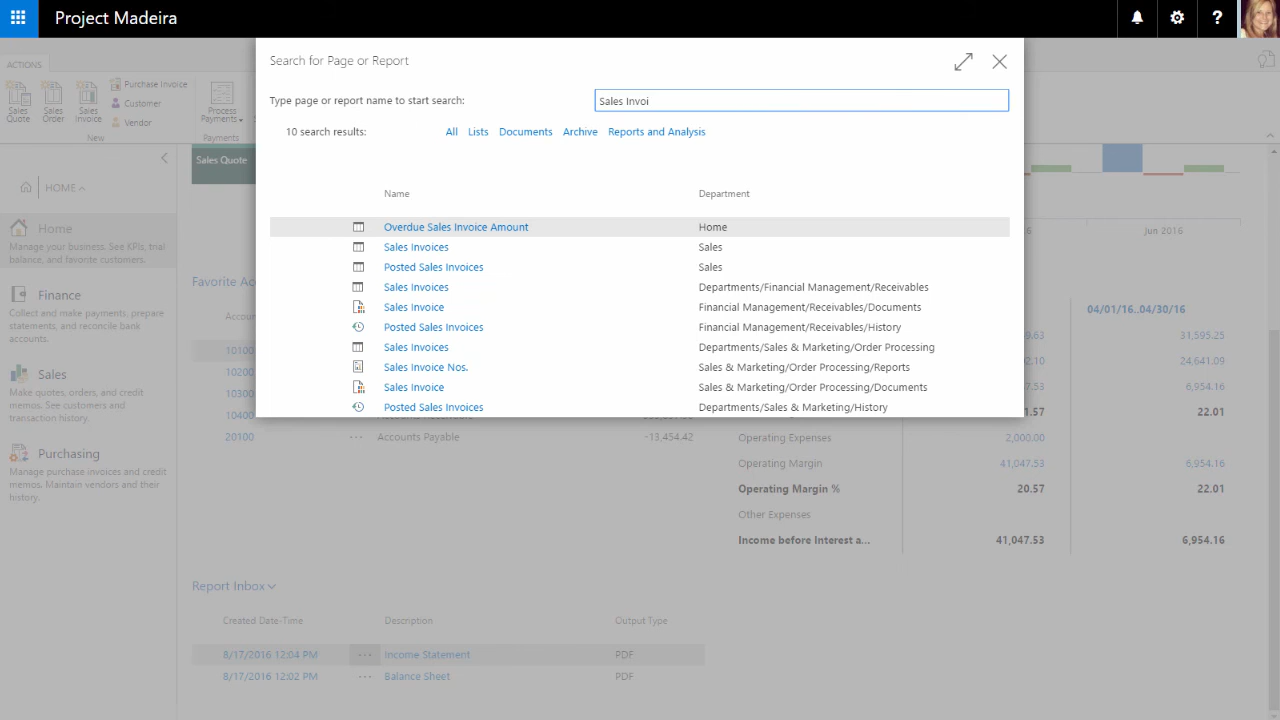 Project Madeira
?
ACTIONS
Search for Page or Report
Sales Quote
Sales Order
Sales Invoice
Purchase Invoice
Customer
Vendor
New
Process Payments
Payments
Type page or report name to start search:
Sales Invoi
10 search results:
All Lists Documents Archive Reports and Analysis
Name Department
Overdue Sales Invoice Amount Home
Sales Invoices Sales
Posted Sales Invoices Sales
Sales Invoices Departments/Financial Management/Receivables
Sales Invoice Financial Management/Receivables/Documents
Posted Sales Invoices Financial Management/Receivables/History
Sales Invoices Departments/Sales & Marketing/Order Processing
Sales Invoice Nos. Sales & Marketing/Order Processing/Reports
Sales Invoice Sales & Marketing/Order Processing/Documents
Posted Sales Invoices Departments/Sales & Marketing/History
HOME
Home
Manage your business. See KPIs, trial
balance, and favorite customers.
Finance
Collect and make payments, prepare
statements, and reconcile bank
accounts.
Sales
Make quotes, orders, and credit
memos. See customers and
transaction history.
Purchasing
Manage purchase invoices and credit
memos. Maintain vendors and their
history.
Sales Quote
Jun 2016
Favorite Ac
Accoun
10100
10200
10300
10400
20100 ... Accounts Payable -13,454.42
04/01/16..04/30/16
31,595.25
24,641.09
6,954.16
22.01
Operating Expenses 2,000.00
Operating Margin 41,047.53 6,954.16
Operating Margin % 20.57 22.01
Other Expenses
Income before Interest a... 41,047.53 6,954.16
Report Inbox
Created Date-Time Description Output Type
8/17/2016 12:04 PM ... Income Statement PDF
8/17/2016 12:02 PM ... Balance Sheet PDF